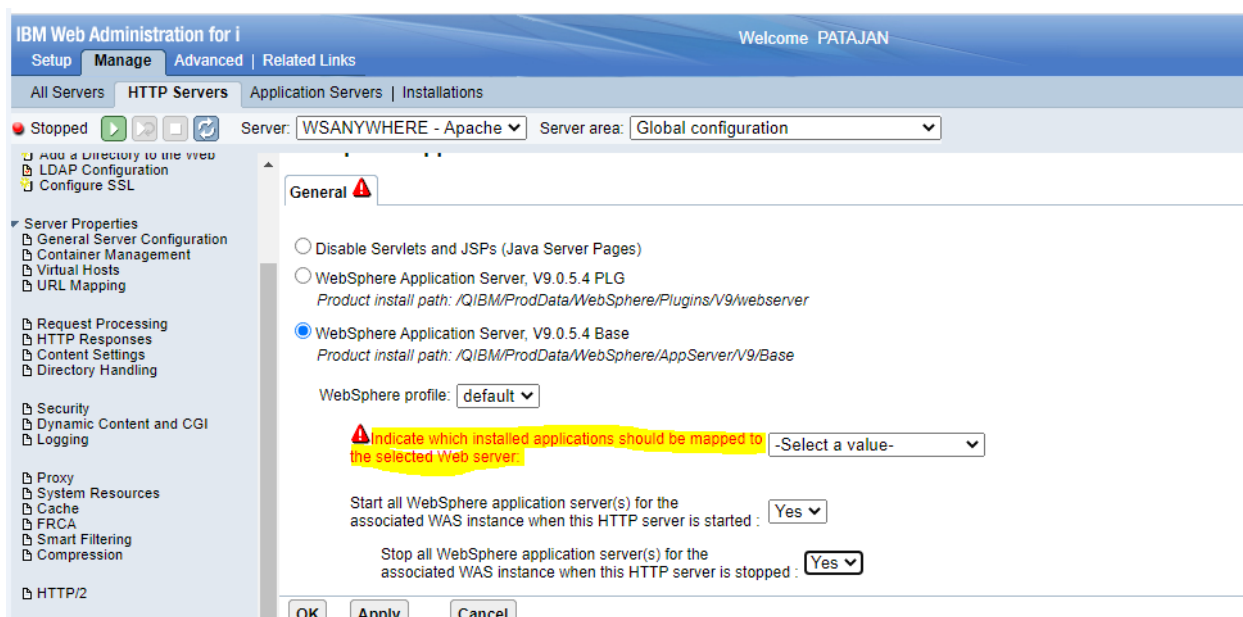 IBM Web Administration for i
Welcome PATAJAN
Setup Manage Advanced | Related Links
All Servers HTTP Servers Application Servers | Installations
Stopped Server: WSANYWHERE - Apache Server area: Global configuration
Add a Directory to the Web
LDAP Configuration
Configure SSL
Server Properties
General Server Configuration
Container Management
Virtual Hosts
URL Mapping
Request Processing
HTTP Responses
Content Settings
Directory Handling
Security
Dynamic Content and CGI
Logging
Proxy
System Resources
Cache
FRCA
Smart Filtering
Compression
HTTP/2
General
Disable Servlets and JSPs (Java Server Pages)
WebSphere Application Server, V9.0.5.4 PLG
Product install path: /QIBM/ProdData/WebSphere/Plugins/V9/webserver
WebSphere Application Server, V9.0.5.4 Base
Product install path: /QIBM/ProdData/WebSphere/AppServer/V9/Base
WebSphere profile: default
Indicate which installed applications should be mapped to
the selected Web server: -Select a value-
Start all WebSphere application server(s) for the
associated WAS instance when this HTTP server is started : Yes
Stop all WebSphere application server(s) for the
associated WAS instance when this HTTP server is stopped : Yes
OK Apply Cancel